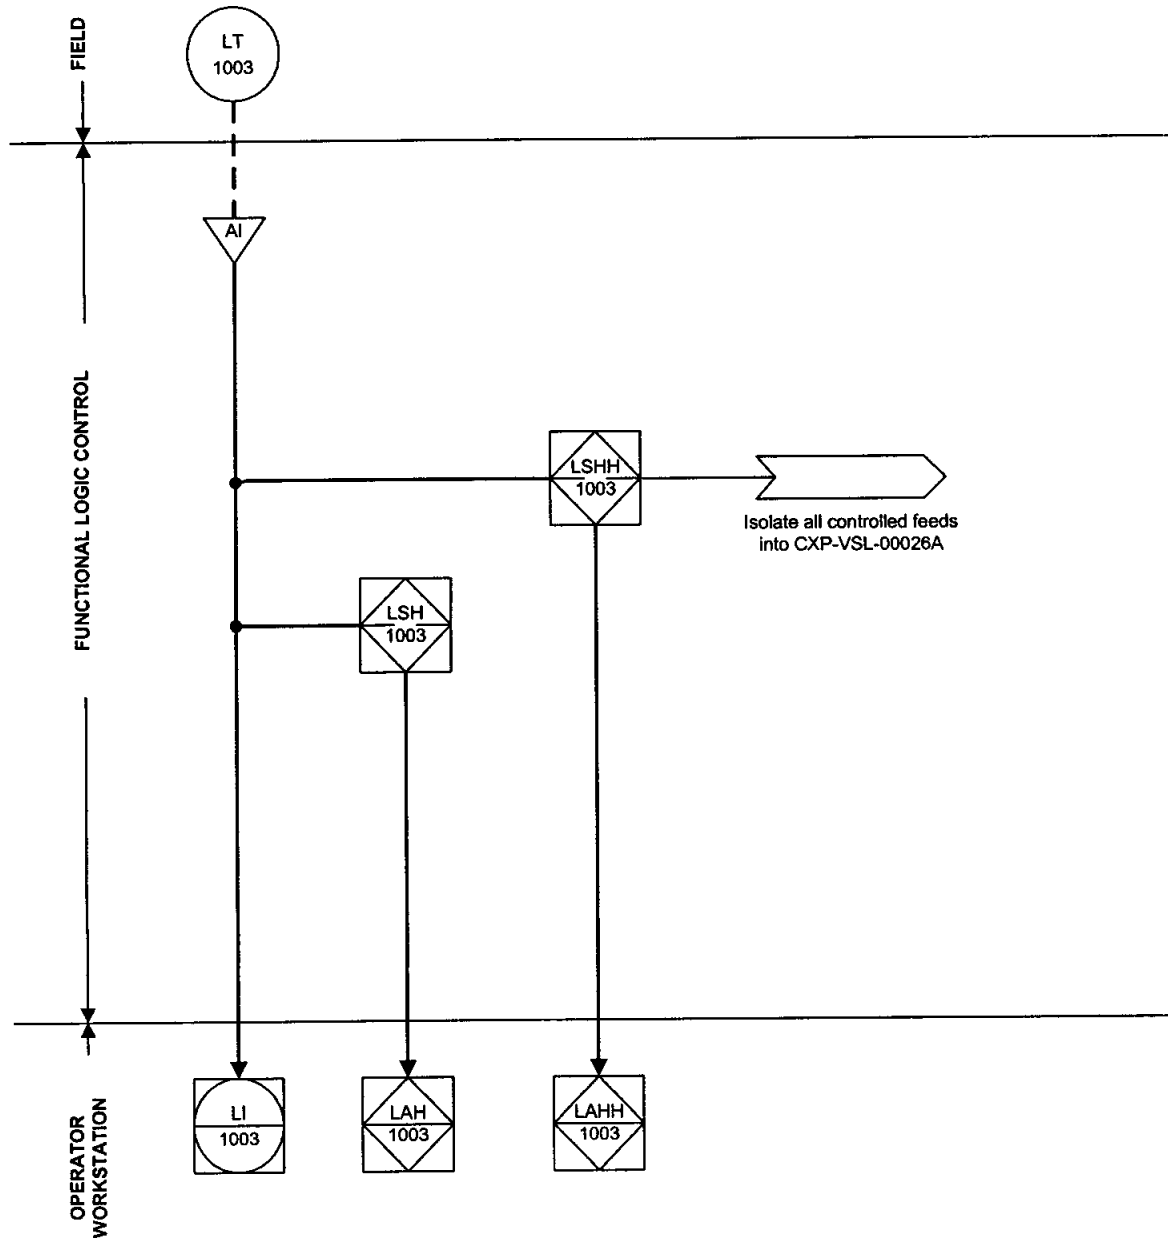 FIELD
LT
1003
AI
FUNCTIONAL LOGIC CONTROL
LSHH
1003
Isolate all controlled feeds
into CXP-VSL-00026A
LSH
1003
OPERATOR
WORKSTATION
LI
1003
LAH
1003
LAHH
1003